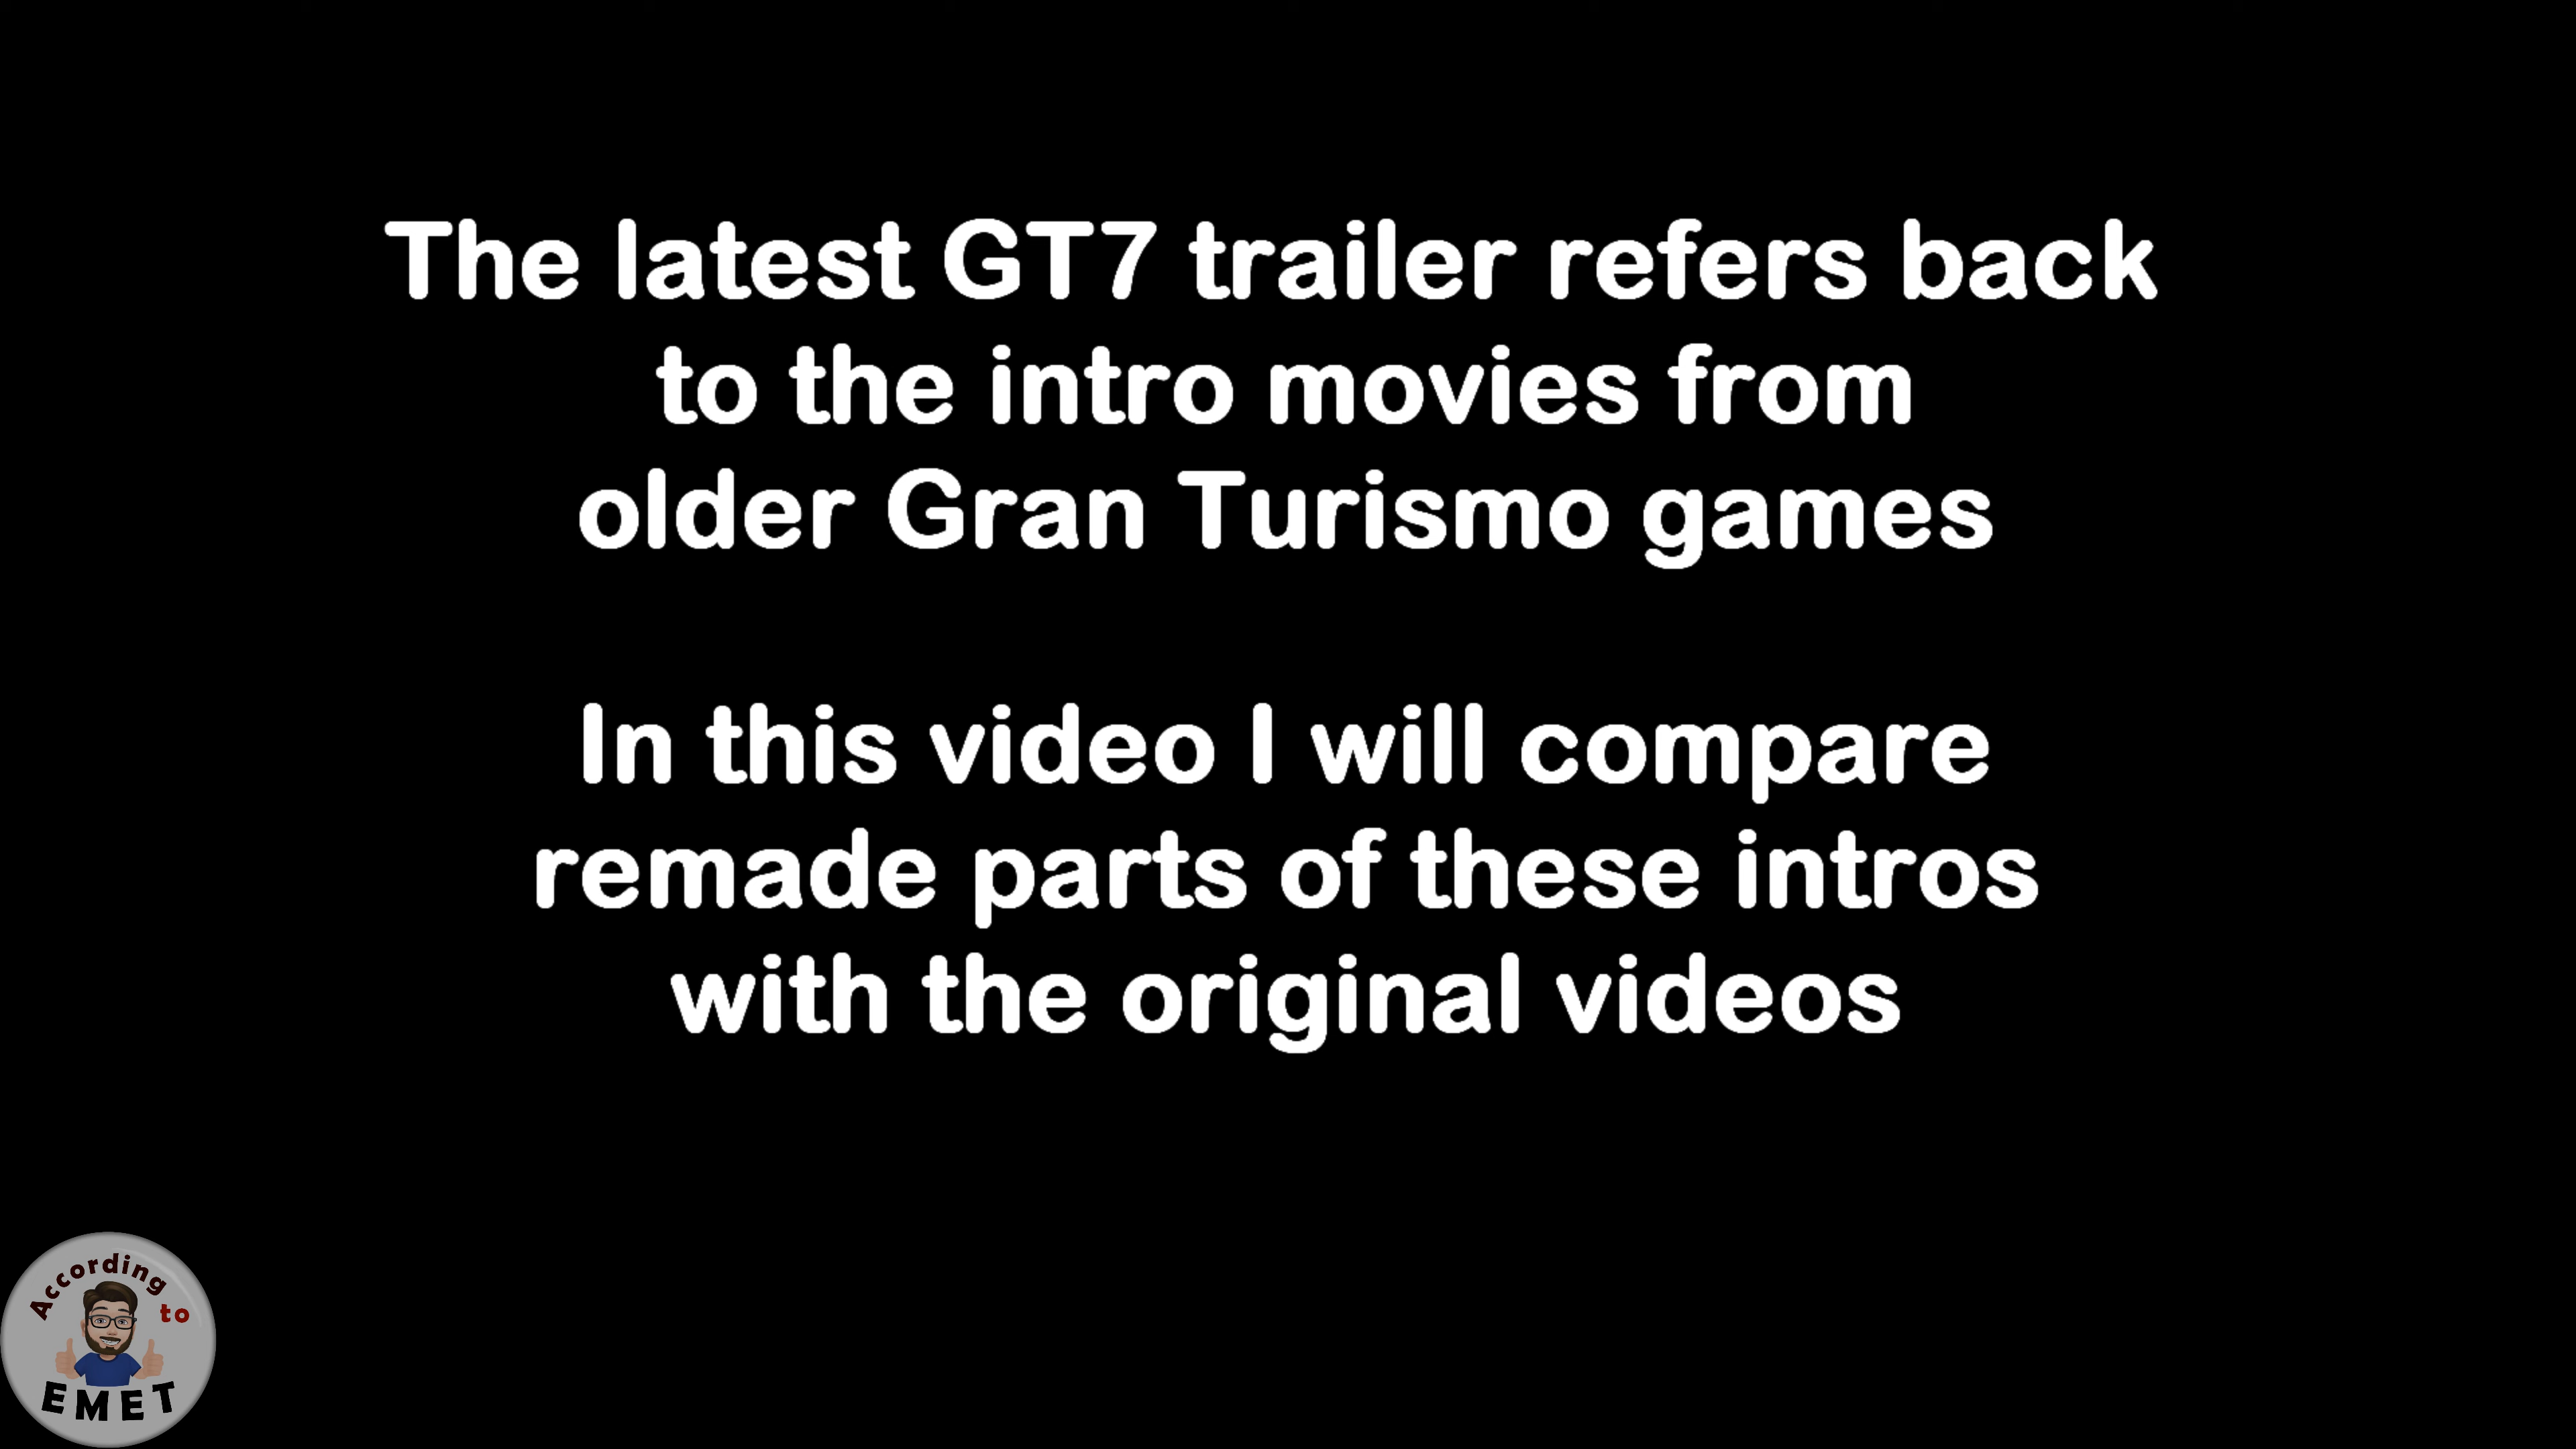 The latest GT7 trailer refers back
to the intro movies from
older Gran Turismo games
In this video I will compare
remade parts of these intros
with the original videos
According
to
EMET